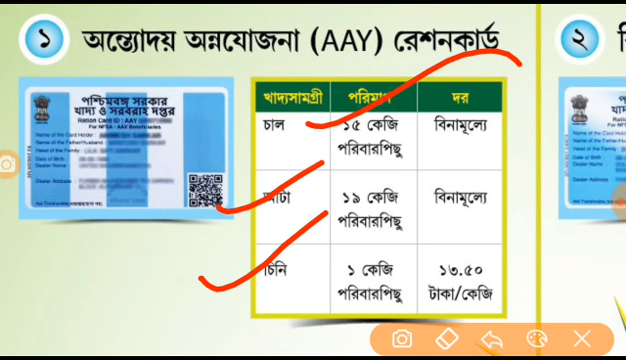 ১ অন্ত্যোদয় অন্নযোজনা (AAY) রেশনকার্ড
পশ্চিমবঙ্গ সরকার
খাদ্য ও সরবরাহ দপ্তর
Ration Card ID : AAY
For NFSA - AAY Beneficiaries
Name of the Card Holder :
Name of the Father/Husband :
Head of the Family :
Date of Birth :
Dealer Name :
Dealer Address :
খাদ্যসামগ্রী পরিমাণ দর
চাল ১৫ কেজি পরিবারপিছু বিনামূল্যে
আটা ১৯ কেজি পরিবারপিছু বিনামূল্যে
চিনি ১ কেজি পরিবারপিছু ১৩.৫০ টাকা/কেজি
২